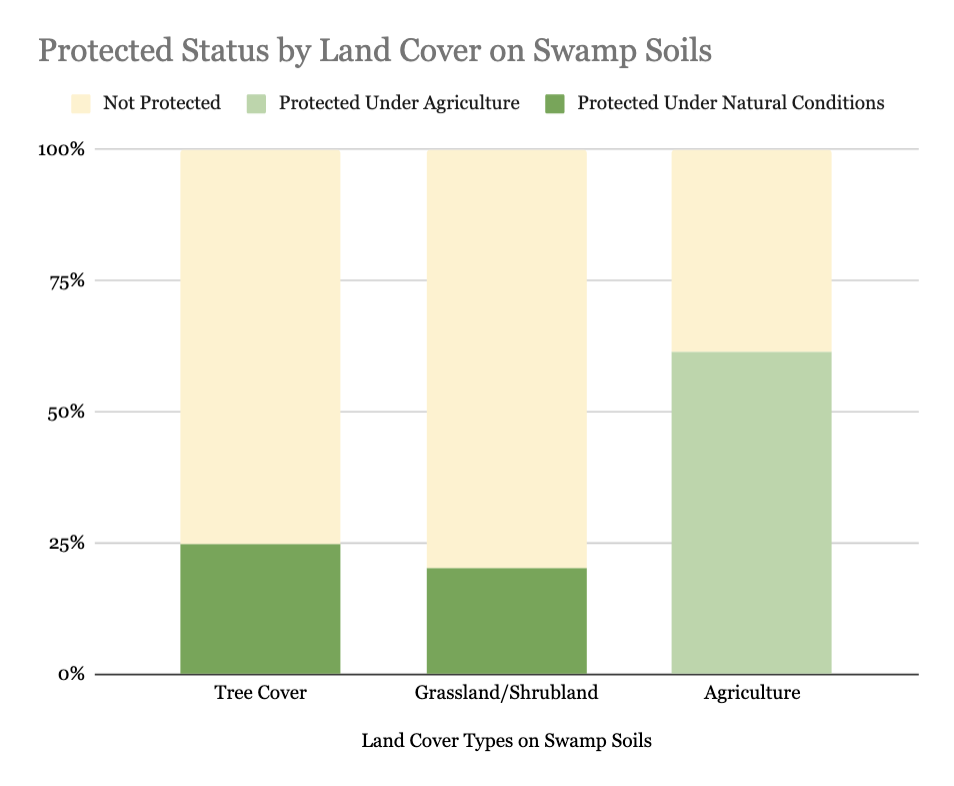 Protected Status by Land Cover on Swamp Soils
Not Protected Protected Under Agriculture Protected Under Natural Conditions
100%
75%
50%
25%
0%
Tree Cover Grassland/Shrubland Agriculture
Land Cover Types on Swamp Soils